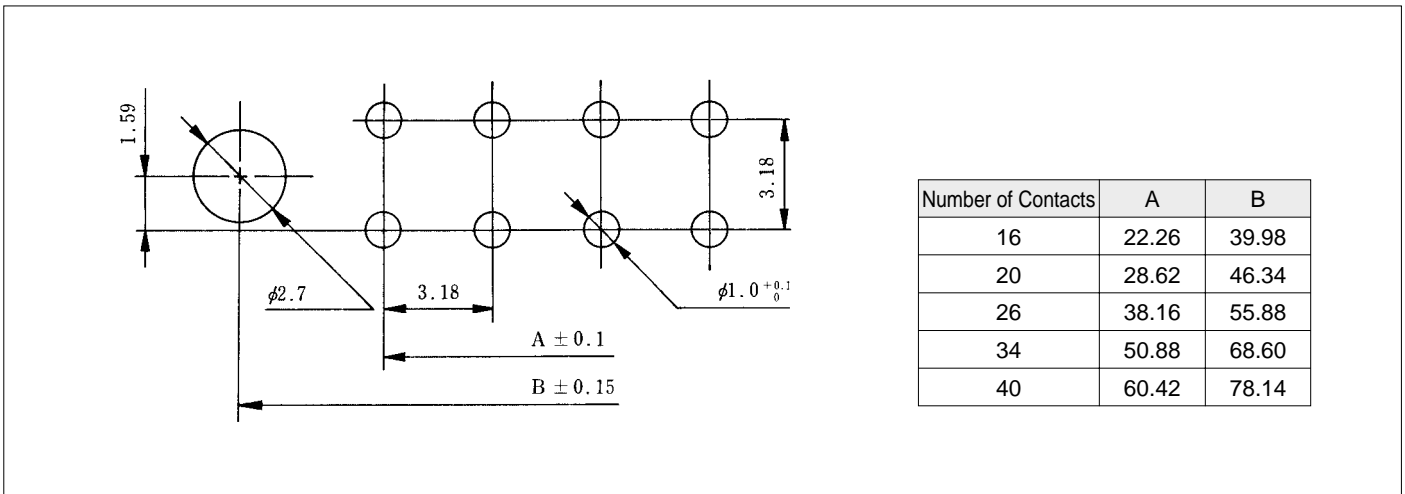 1.59
3.18
φ2.7
3.18
φ1.0 +0.1 0
A ± 0.1
B ± 0.15
Number of Contacts A B
16 22.26 39.98
20 28.62 46.34
26 38.16 55.88
34 50.88 68.60
40 60.42 78.14